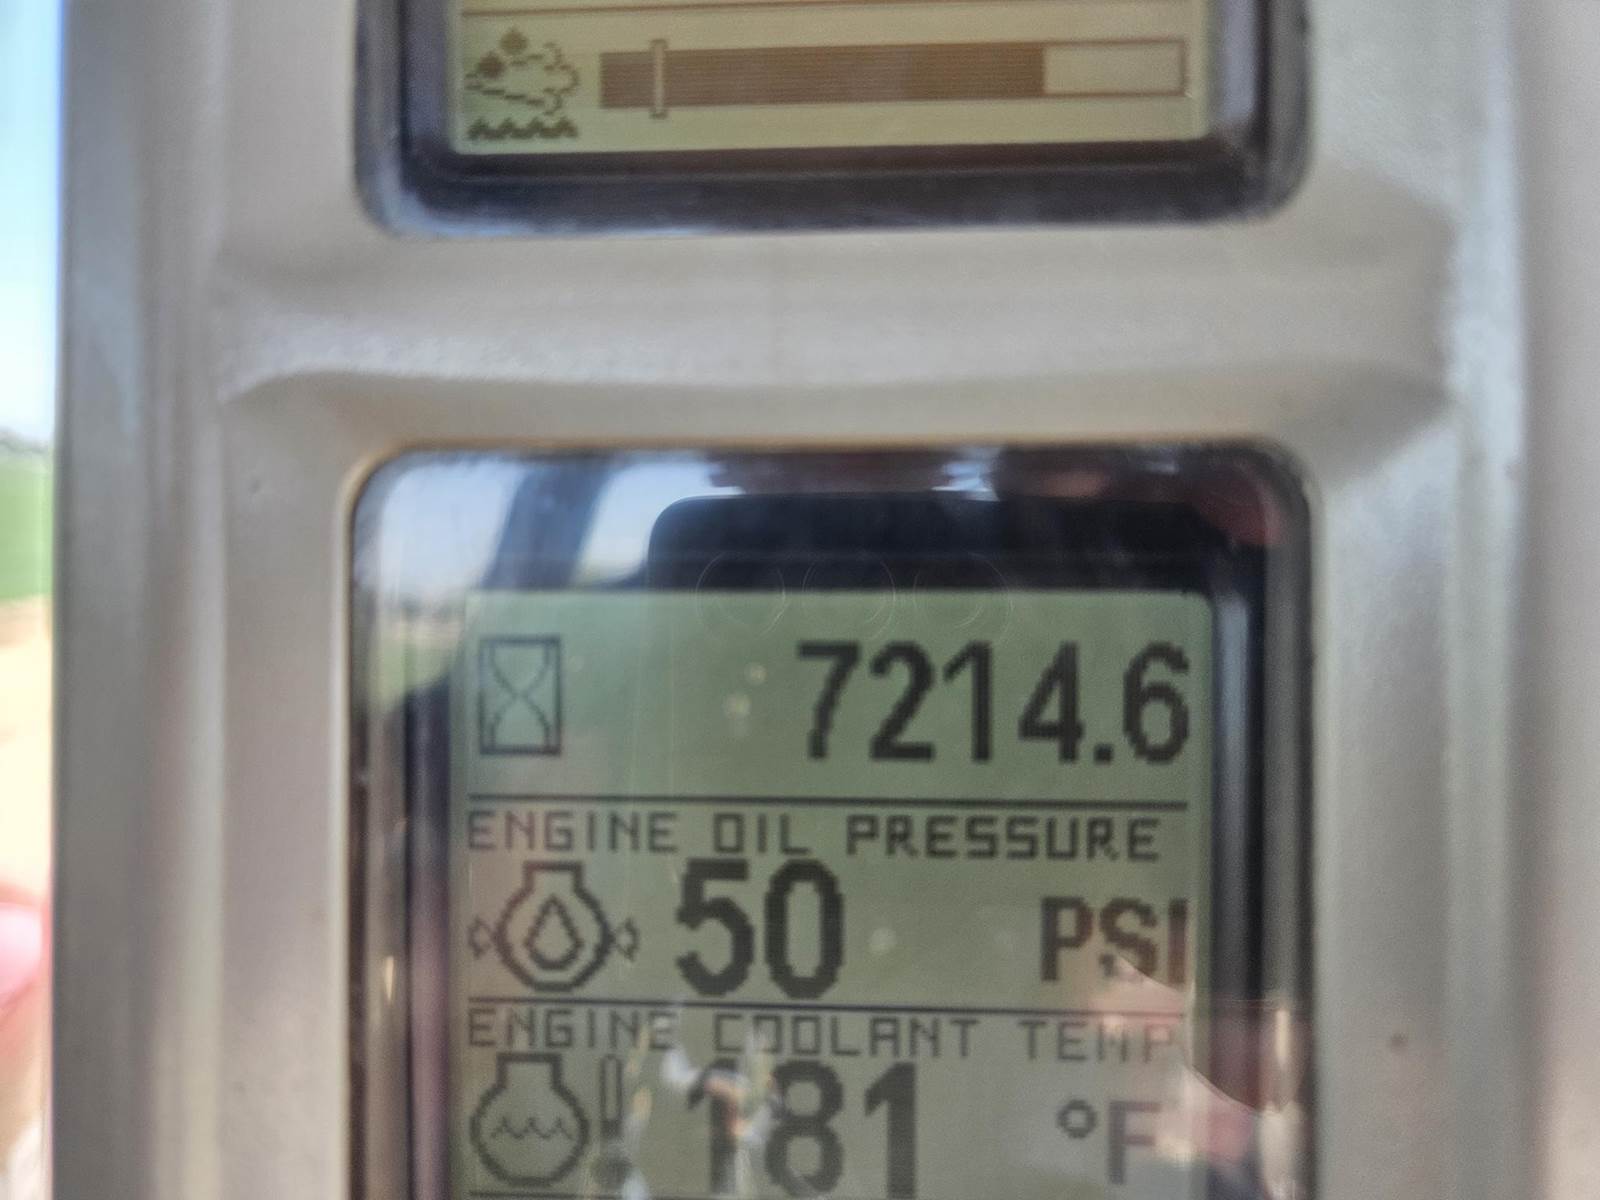 7214.6
ENGINE OIL PRESSURE
50 PSI
ENGINE COOLANT TEMP
181 °F